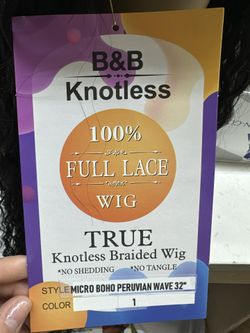 B&B
Knotless
100%
FULL LACE
WIG
TRUE
Knotless Braided Wig
*NO SHEDDING *NO TANGLE
STYLE MICRO BOHO PERUVIAN WAVE 32"
COLOR 1